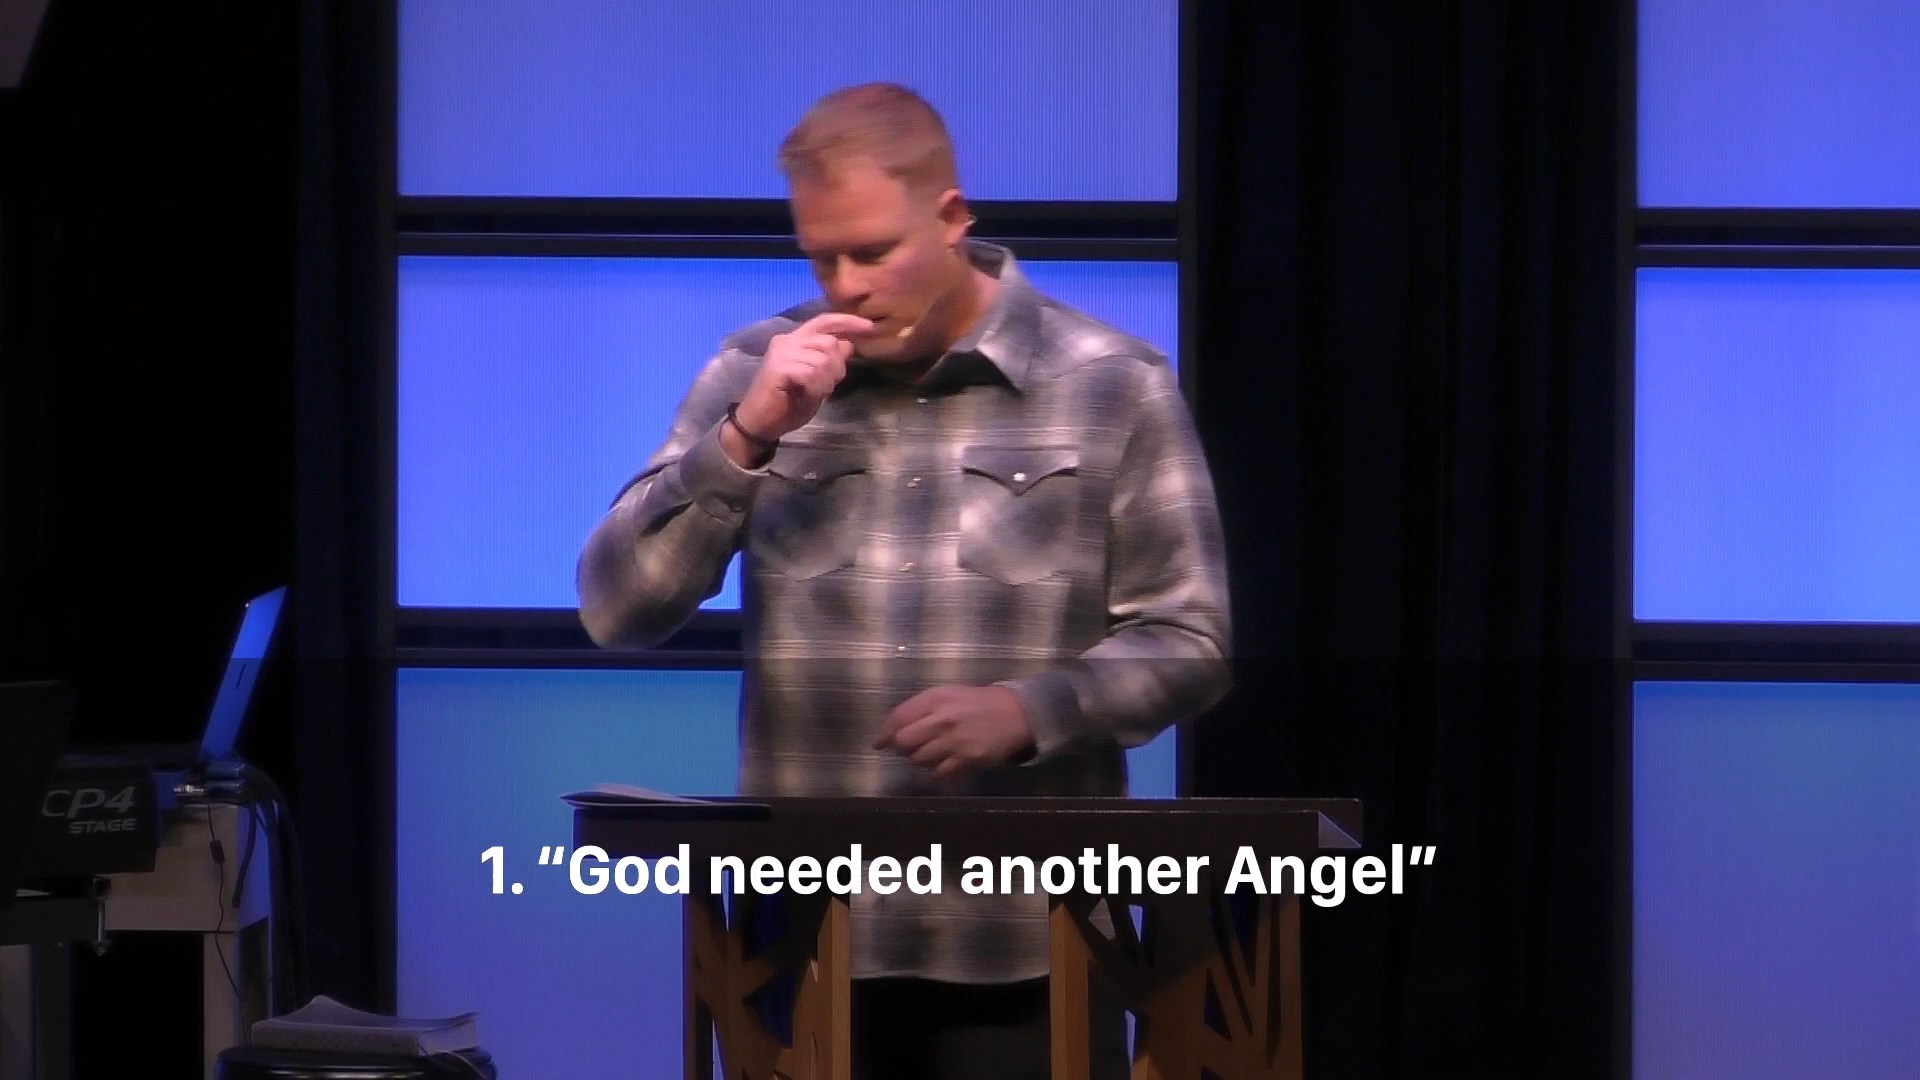 CP4
STAGE
1. “God needed another Angel”